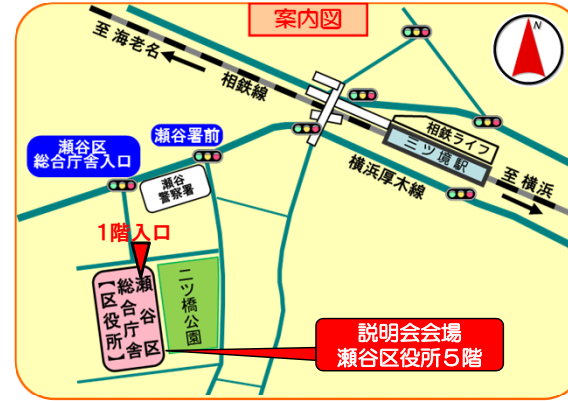 案内図
至海老名
相鉄線
相鉄ライフ
三ツ境駅
至横浜
横浜厚木線
瀬谷署前
瀬谷区
総合庁舎入口
瀬谷
警察署
1階入口
瀬谷区
総合庁舎
【区役所】
二ツ橋公園
説明会会場
瀬谷区役所5階